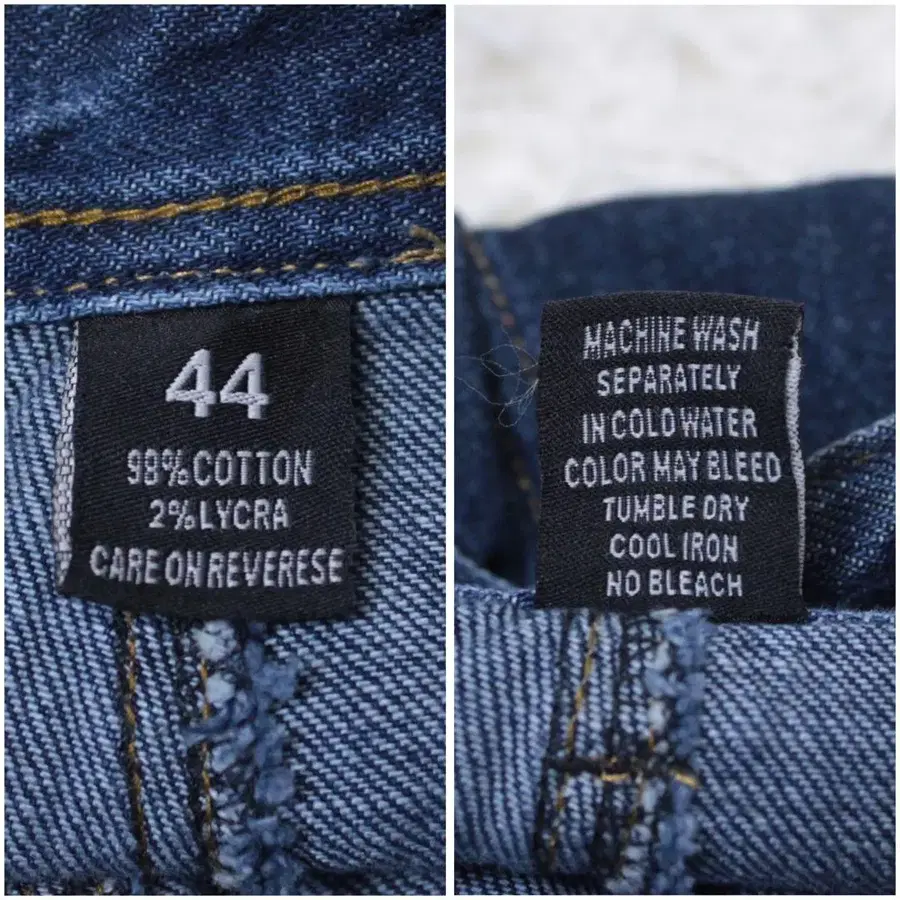 44
98% COTTON
2% LYCRA
CARE ON REVERESE
MACHINE WASH
SEPARATELY
IN COLD WATER
COLOR MAY BLEED
TUMBLE DRY
COOL IRON
NO BLEACH